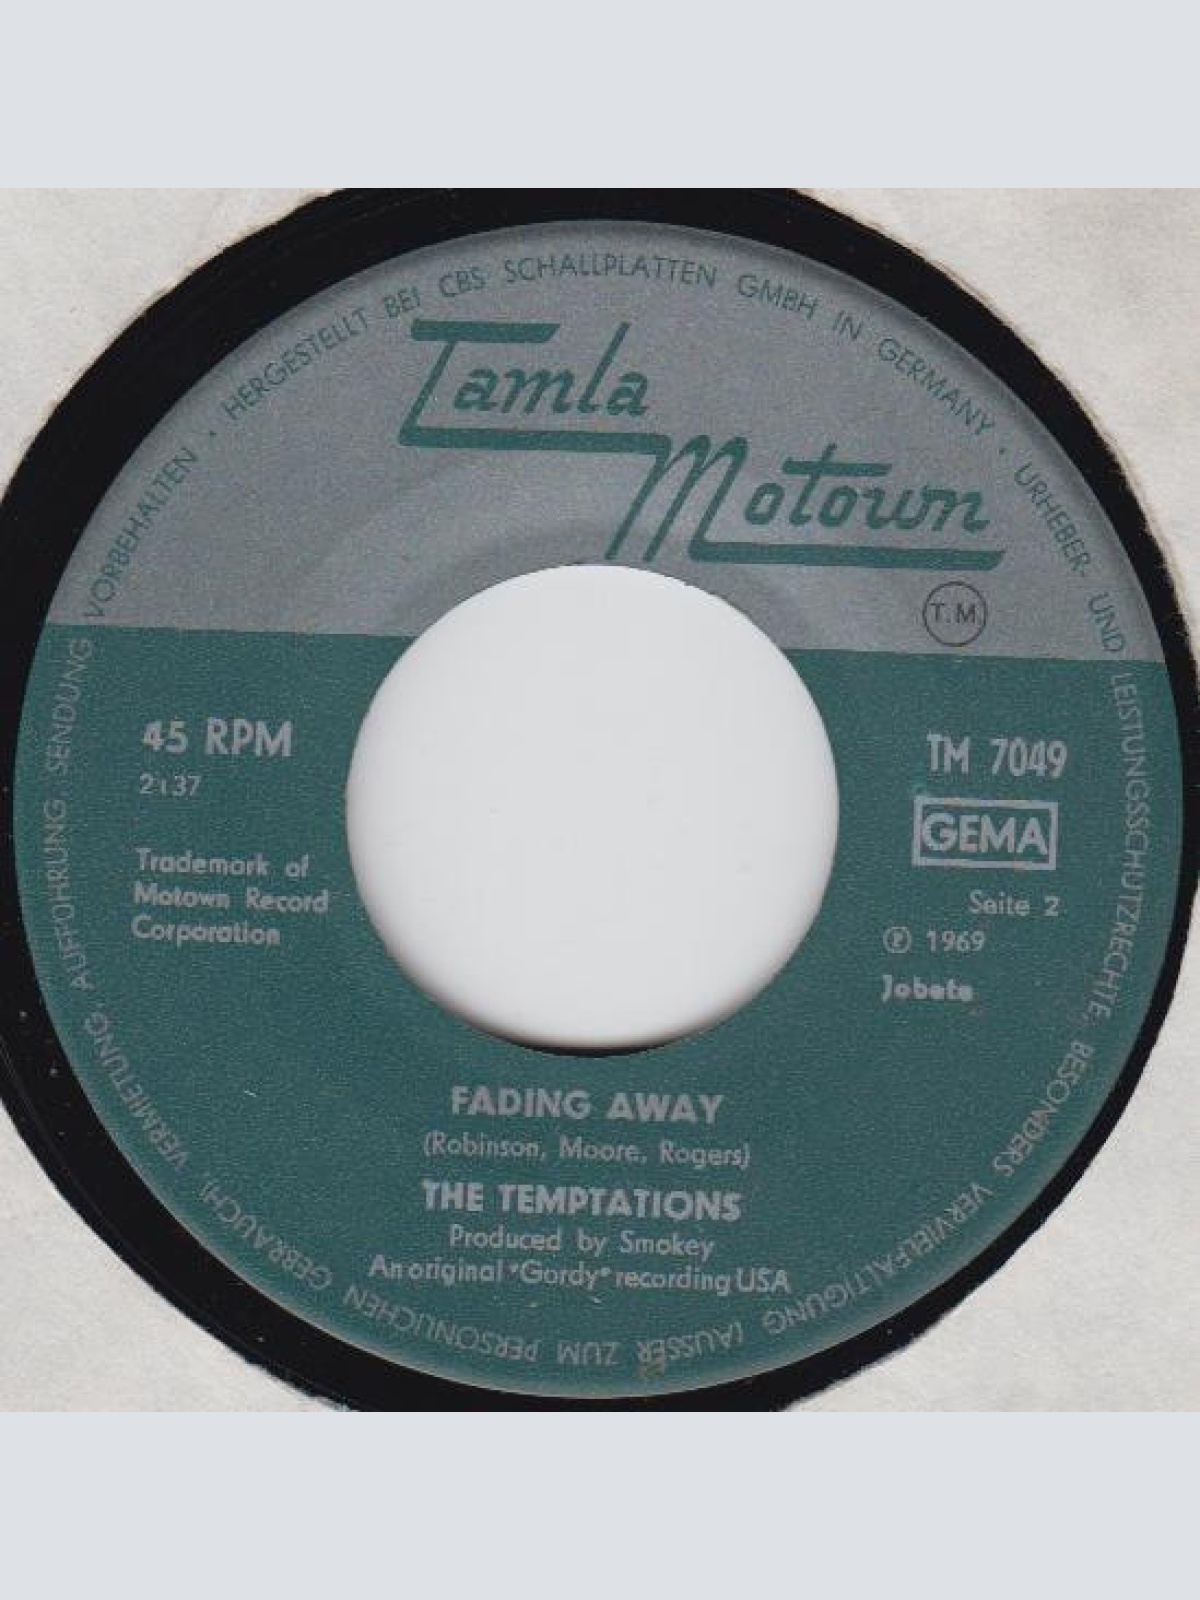 HERGESTELLT BEI CBS SCHALLPLATTEN GMBH IN GERMANY · URHEBER- UND LEISTUNGSSCHUTZRECHTE, BESONDERS VERVIELFÄLTIGUNG (AUSSER ZUM PERSÖNLICHEN GEBRAUCH), VERMIETUNG, AUFFÜHRUNG, SENDUNG VORBEHALTEN ·
Tamla
Motown
T.M.
45 RPM
2:37
Trademark of
Motown Record
Corporation
TM 7049
GEMA
Seite 2
℗ 1969
Jobete
FADING AWAY
(Robinson, Moore, Rogers)
THE TEMPTATIONS
Produced by Smokey
An original "Gordy" recording USA